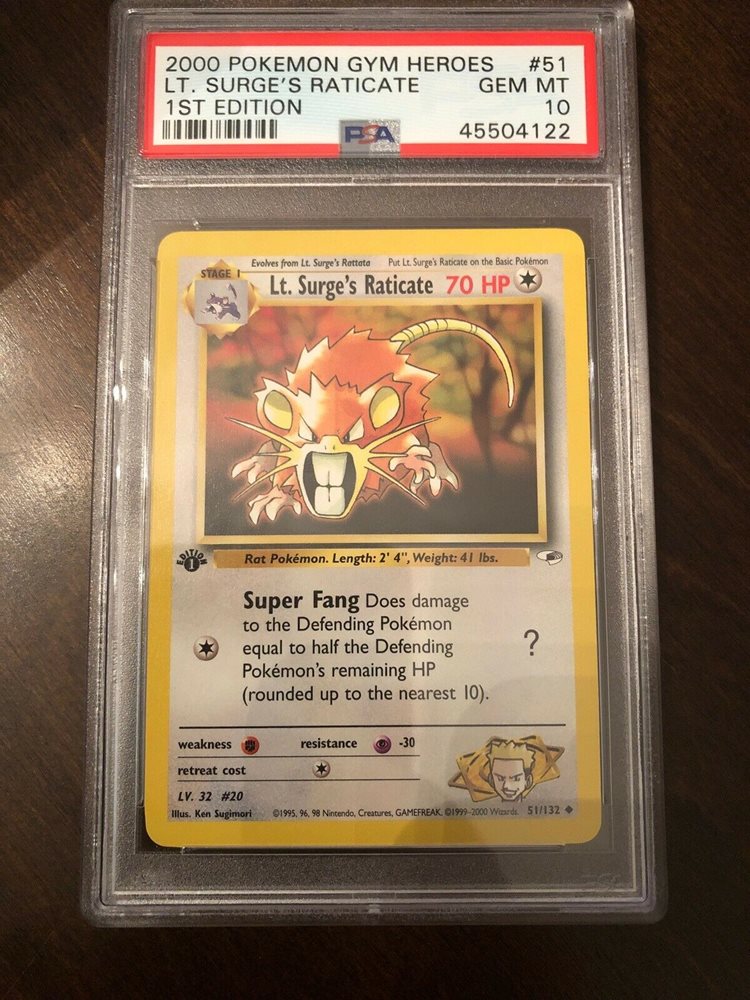 2000 POKEMON GYM HEROES #51
LT. SURGE'S RATICATE GEM MT
1ST EDITION 10
PSA 45504122
Evolves from Lt. Surge's Rattata Put Lt. Surge's Raticate on the Basic Pokémon
STAGE 1
Lt. Surge's Raticate 70 HP
EDITION
1
Rat Pokémon. Length: 2' 4", Weight: 41 lbs.
Super Fang Does damage
to the Defending Pokémon
equal to half the Defending ?
Pokémon's remaining HP
(rounded up to the nearest 10).
weakness resistance -30
retreat cost
LV. 32 #20
Illus. Ken Sugimori ©1995, 96, 98 Nintendo, Creatures, GAMEFREAK. ©1999-2000 Wizards. 51/132